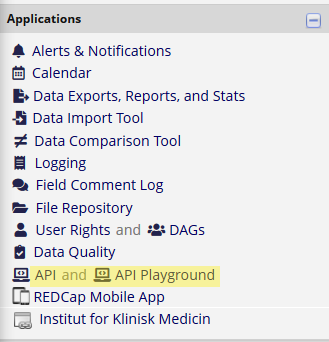 Applications
Alerts & Notifications
Calendar
Data Exports, Reports, and Stats
Data Import Tool
Data Comparison Tool
Logging
Field Comment Log
File Repository
User Rights and DAGs
Data Quality
API and API Playground
REDCap Mobile App
Institut for Klinisk Medicin